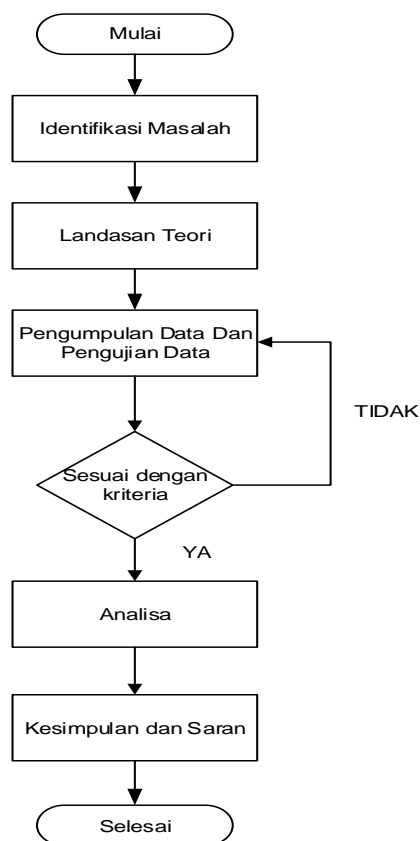 Mulai
Identifikasi Masalah
Landasan Teori
Pengumpulan Data Dan
Pengujian Data
TIDAK
Sesuai dengan
kriteria
YA
Analisa
Kesimpulan dan Saran
Selesai